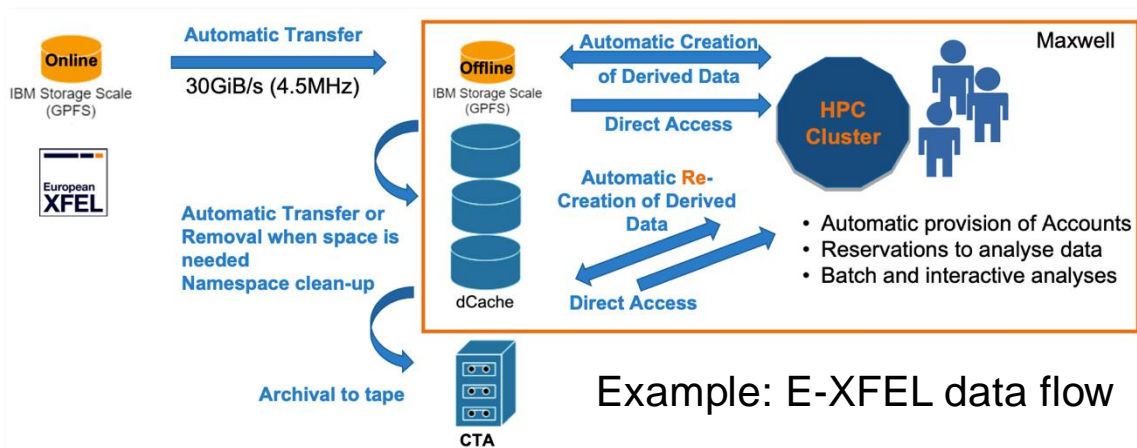 Automatic Transfer
Online
30GiB/s (4.5MHz)
IBM Storage Scale
(GPFS)
European
XFEL
Maxwell
Offline
IBM Storage Scale
(GPFS)
Automatic Creation
of Derived Data
Direct Access
HPC
Cluster
Automatic Re-
Creation of Derived
Data
Direct Access
Automatic Transfer or
Removal when space is
needed
Namespace clean-up
dCache
• Automatic provision of Accounts
• Reservations to analyse data
• Batch and interactive analyses
Archival to tape
CTA
Example: E-XFEL data flow